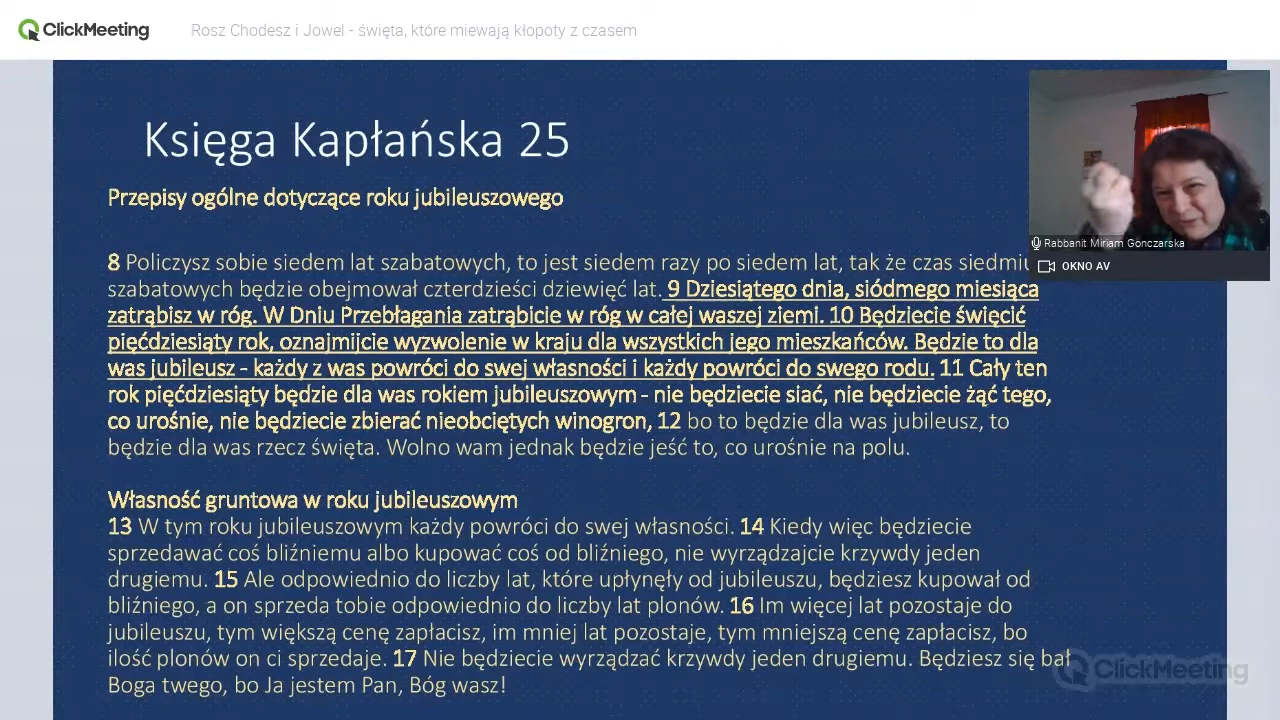 ClickMeeting
Rosz Chodesz i Jowel - święta, które miewają kłopoty z czasem
Księga Kapłańska 25
Przepisy ogólne dotyczące roku jubileuszowego
8 Policzysz sobie siedem lat szabatowych, to jest siedem razy po siedem lat, tak że czas siedmiu
szabatowych będzie obejmował czterdzieści dziewięć lat. 9 Dziesiątego dnia, siódmego miesiąca
zatrąbisz w róg. W Dniu Przebłagania zatrąbicie w róg w całej waszej ziemi. 10 Będziecie święcić
pięćdziesiąty rok, oznajmijcie wyzwolenie w kraju dla wszystkich jego mieszkańców. Będzie to dla
was jubileusz - każdy z was powróci do swej własności i każdy powróci do swego rodu. 11 Cały ten
rok pięćdziesiąty będzie dla was rokiem jubileuszowym - nie będziecie siać, nie będziecie żąć tego,
co urośnie, nie będziecie zbierać nieobciętych winogron, 12 bo to będzie dla was jubileusz, to
będzie dla was rzecz święta. Wolno wam jednak będzie jeść to, co urośnie na polu.
Własność gruntowa w roku jubileuszowym
13 W tym roku jubileuszowym każdy powróci do swej własności. 14 Kiedy więc będziecie
sprzedawać coś bliźniemu albo kupować coś od bliźniego, nie wyrządzajcie krzywdy jeden
drugiemu. 15 Ale odpowiednio do liczby lat, które upłynęły od jubileuszu, będziesz kupował od
bliźniego, a on sprzeda tobie odpowiednio do liczby lat plonów. 16 Im więcej lat pozostaje do
jubileuszu, tym większą cenę zapłacisz, im mniej lat pozostaje, tym mniejszą cenę zapłacisz, bo
ilość plonów on ci sprzedaje. 17 Nie będziecie wyrządzać krzywdy jeden drugiemu. Będziesz się bał
Boga twego, bo Ja jestem Pan, Bóg wasz!
Rabbanit Miriam Gonczarska
OKNO AV
ClickMeeting